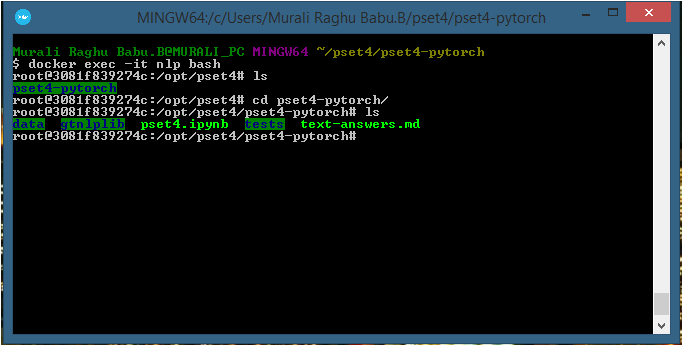 MINGW64:/c/Users/Murali Raghu Babu.B/pset4/pset4-pytorch
Murali Raghu Babu.B@MURALI_PC MINGW64 ~/pset4/pset4-pytorch
$ docker exec -it nlp bash
root@3081f839274c:/opt/pset4# ls
pset4-pytorch
root@3081f839274c:/opt/pset4# cd pset4-pytorch/
root@3081f839274c:/opt/pset4/pset4-pytorch# ls
data gtnlplib pset4.ipynb tests text-answers.md
root@3081f839274c:/opt/pset4/pset4-pytorch#